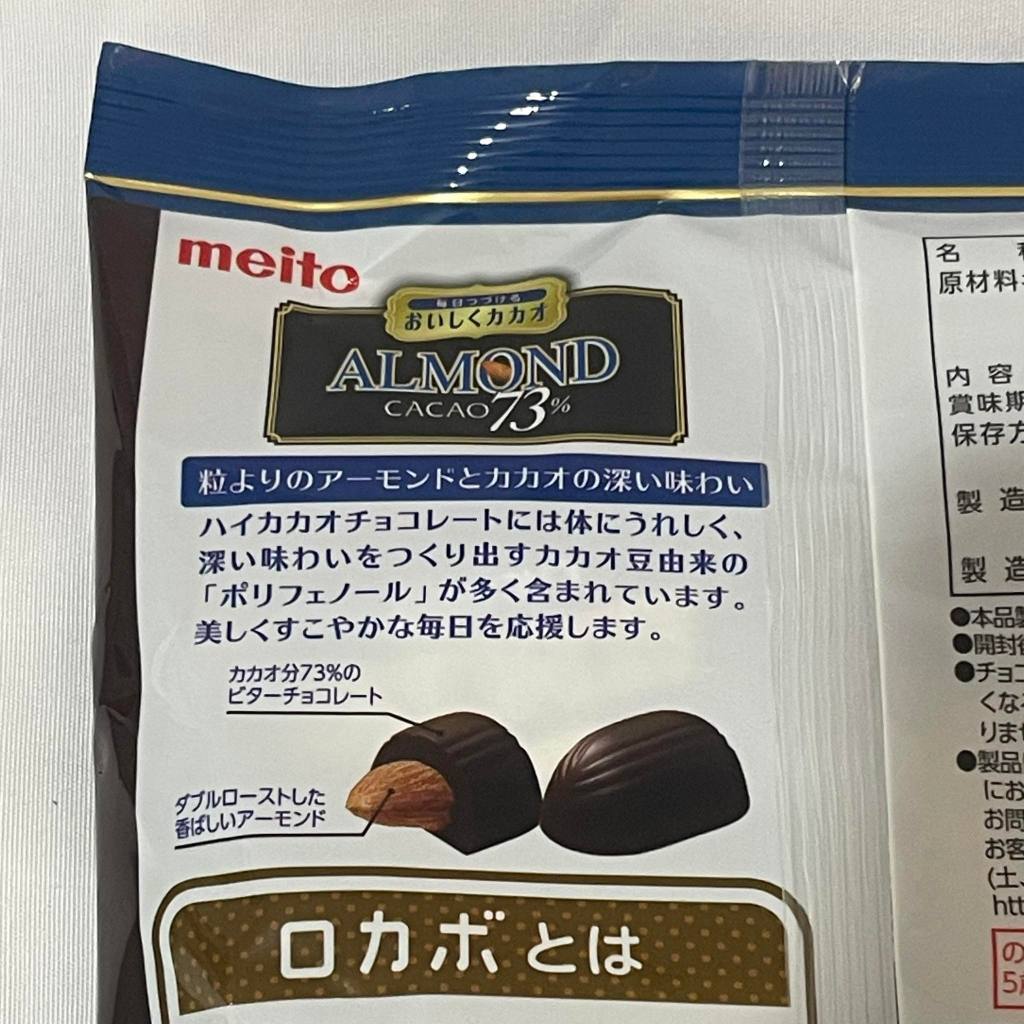 meito
毎日つづける
おいしくカカオ
ALMOND
CACAO 73%
粒よりのアーモンドとカカオの深い味わい
ハイカカオチョコレートには体にうれしく、
深い味わいをつくり出すカカオ豆由来の
「ポリフェノール」が多く含まれています。
美しくすこやかな毎日を応援します。
カカオ分73%の
ビターチョコレート
ダブルローストした
香ばしいアーモンド
ロカボとは
名
原材料
内容
賞味期
保存方
製造
製造
●本品製
●開封後
●チョコ
くな
りませ
●製品
にお
お問
お客
(土、
htt
の
5